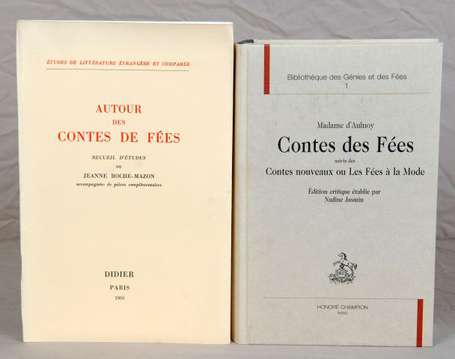 ÉTUDES DE LITTÉRATURE ÉTRANGÈRE ET COMPARÉE
AUTOUR
DES
CONTES DE FÉES
RECUEIL D'ÉTUDES
DE
JEANNE ROCHE-MAZON
accompagnées de pièces complémentaires
DIDIER
PARIS
Bibliothèque des Génies et des Fées
1
Madame d'Aulnoy
Contes des Fées
suivis des
Contes nouveaux ou Les Fées à la Mode
Édition critique établie par
Nadine Jasmin
HONORÉ CHAMPION
PARIS